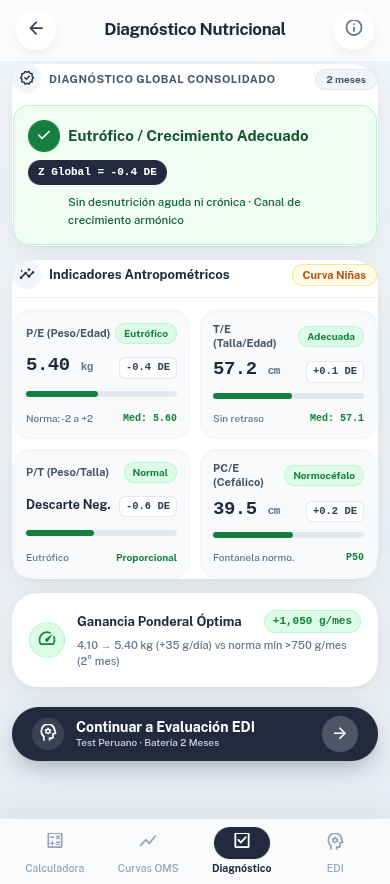 Diagnóstico Nutricional
DIAGNÓSTICO GLOBAL CONSOLIDADO
2 meses
Eutrófico / Crecimiento Adecuado
Z Global = -0.4 DE
Sin desnutrición aguda ni crónica · Canal de
crecimiento armónico
Indicadores Antropométricos
Curva Niñas
P/E (Peso/Edad)
Eutrófico
5.40 kg
-0.4 DE
Norma: -2 a +2
Med: 5.60
T/E
(Talla/Edad)
Adecuada
57.2 cm
+0.1 DE
Sin retraso
Med: 57.1
P/T (Peso/Talla)
Normal
Descarte Neg.
-0.6 DE
Eutrófico
Proporcional
PC/E
(Cefálico)
Normocéfalo
39.5 cm
+0.2 DE
Fontanela normo.
P50
Ganancia Ponderal Óptima
+1,050 g/mes
4.10 → 5.40 kg (+35 g/día) vs norma mín >750 g/mes
(2° mes)
Continuar a Evaluación EDI
Test Peruano · Batería 2 Meses
Calculadora
Curvas OMS
Diagnóstico
EDI